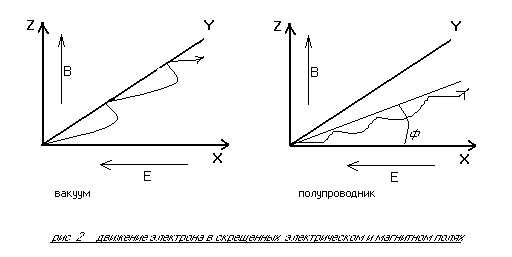 Z Y Z Y
B B
Ф
X X
E E
вакуум полупроводник
рис 2 движение электрона в скрещенных электрическом и магнитном полях